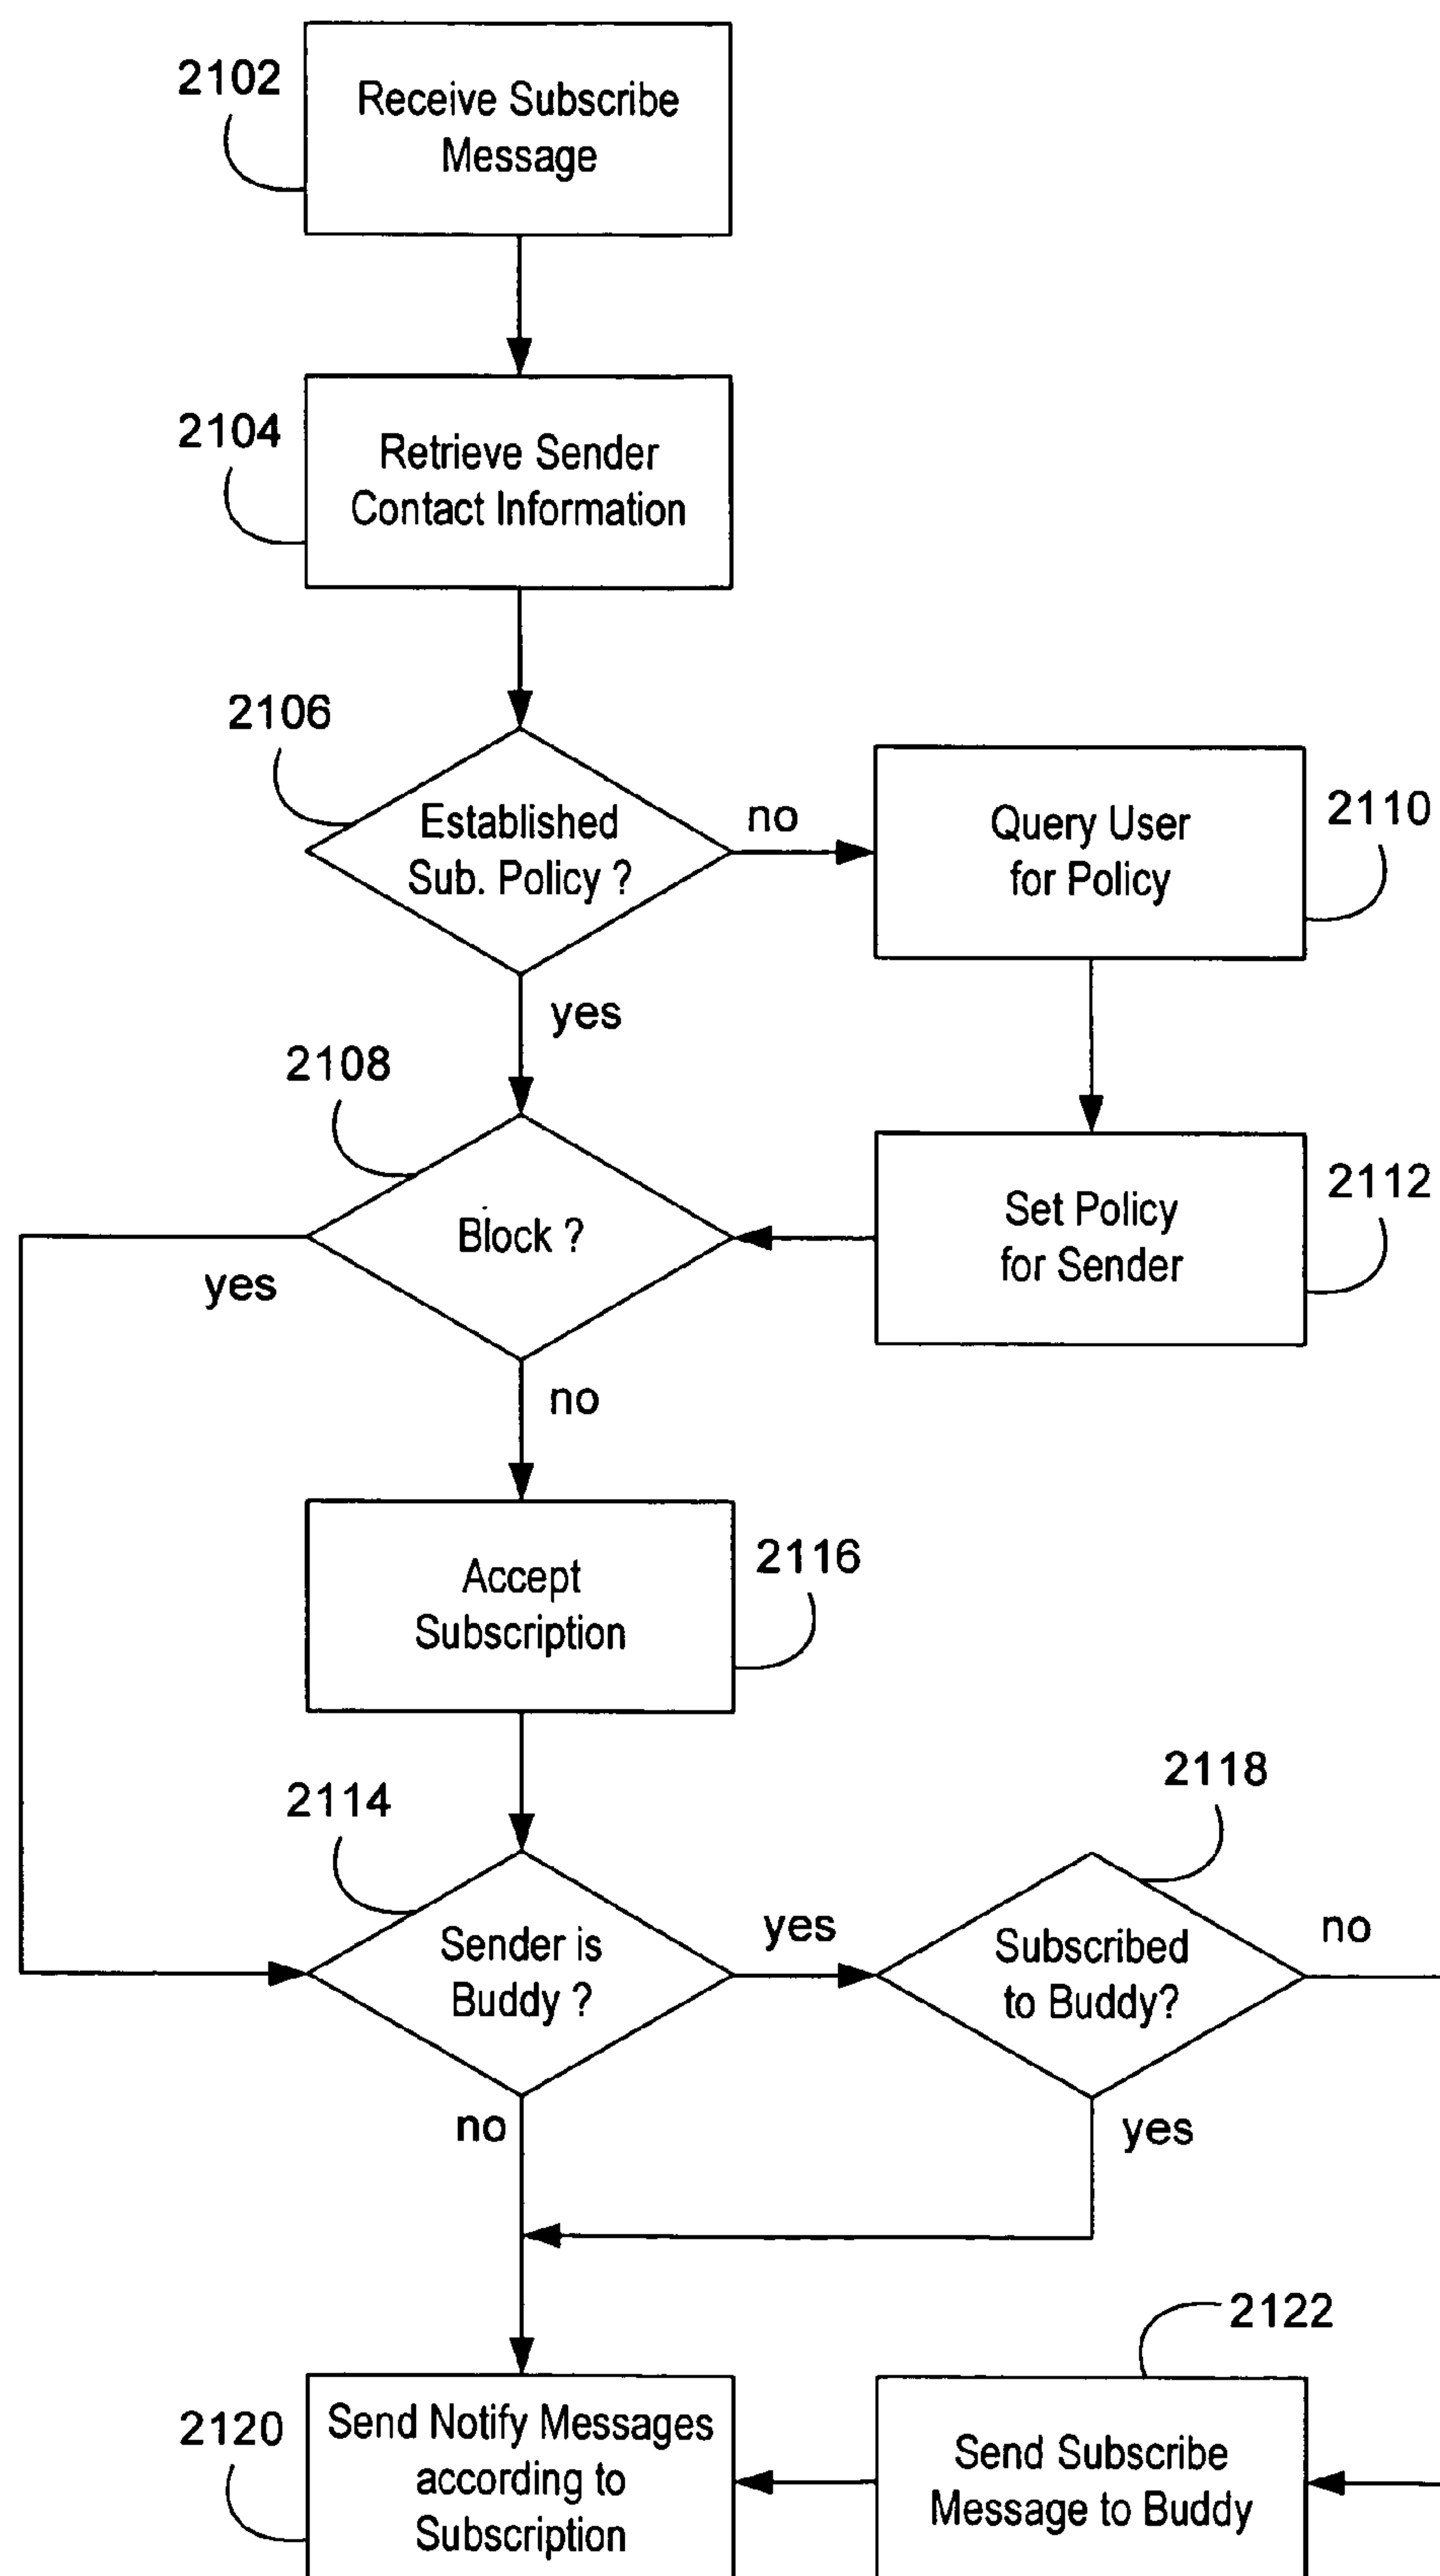 2102
Receive Subscribe
Message
2104
Retrieve Sender
Contact Information
2106
Established
Sub. Policy ?
no
yes
2110
Query User
for Policy
2108
Block ?
yes
no
2112
Set Policy
for Sender
2116
Accept
Subscription
2114
Sender is
Buddy ?
yes
no
2118
Subscribed
to Buddy?
no
yes
2122
2120
Send Notify Messages
according to
Subscription
Send Subscribe
Message to Buddy